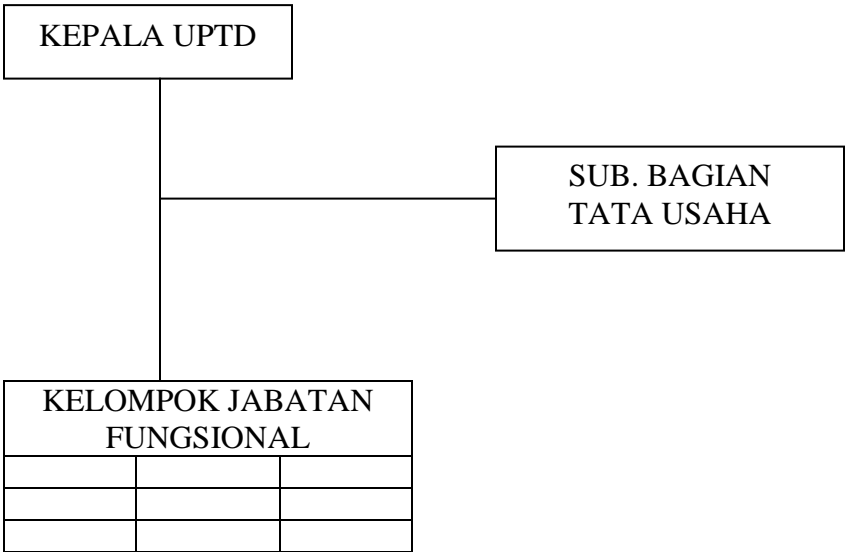 KEPALA UPTD
SUB. BAGIAN
TATA USAHA
KELOMPOK JABATAN
FUNGSIONAL